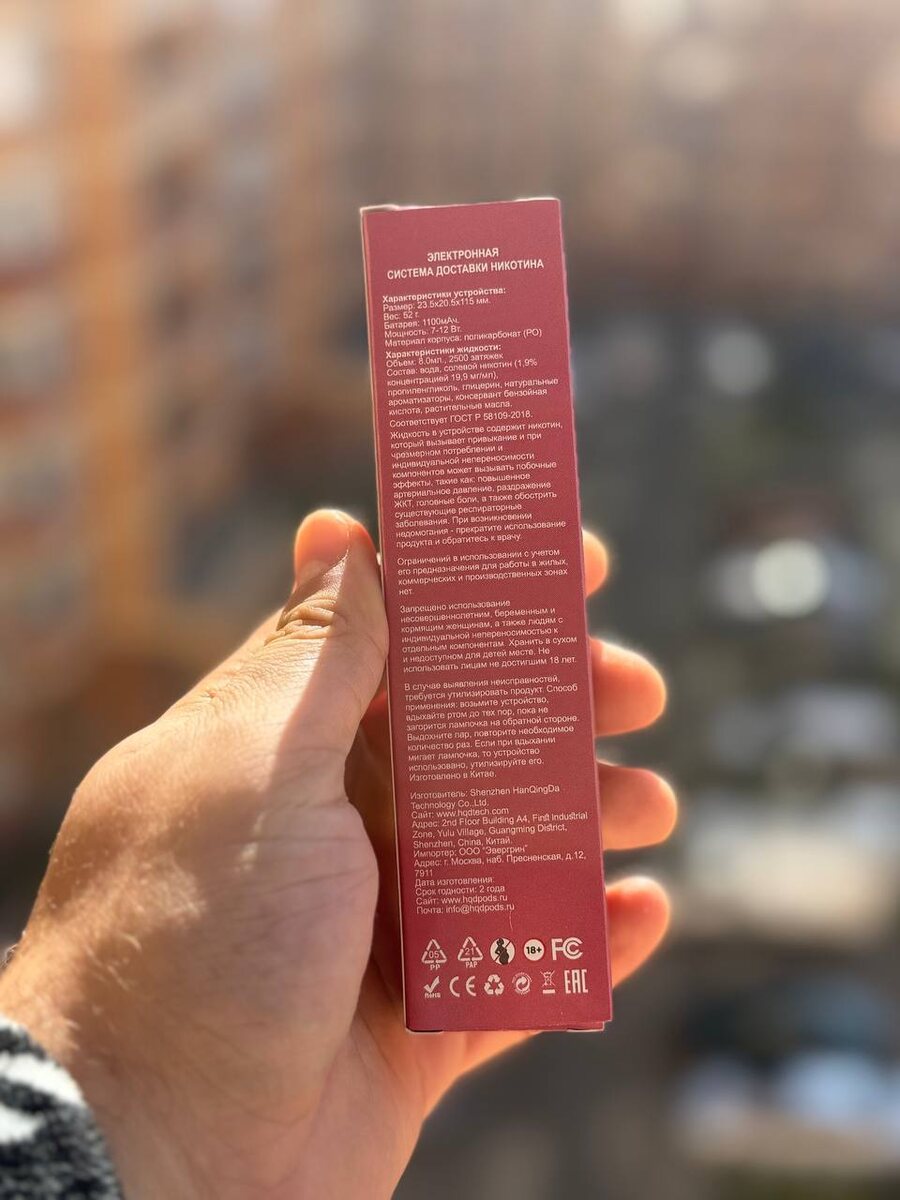 ЭЛЕКТРОННАЯ
СИСТЕМА ДОСТАВКИ НИКОТИНА
Характеристики устройства:
Размер: 23.5x20.5x115 мм.
Вес: 52 г.
Батарея: 1100мАч.
Мощность: 7-12 Вт.
Материал корпуса: поликарбонат (PO)
Характеристики жидкости:
Объем: 8.0мл., 2500 затяжек
Состав: вода, солевой никотин (1,9%
концентрацией 19,9 мг/мл),
пропиленгликоль, глицерин, натуральные
ароматизаторы, консервант бензойная
кислота, растительные масла.
Соответствует ГОСТ Р 58109-2018.
Жидкость в устройстве содержит никотин,
который вызывает привыкание и при
чрезмерном потреблении и
индивидуальной непереносимости
компонентов может вызывать побочные
эффекты, такие как: повышенное
артериальное давление, раздражение
ЖКТ, головные боли, а также обострить
существующие респираторные
заболевания. При возникновении
недомогания - прекратите использование
продукта и обратитесь к врачу.
Ограничений в использовании с учетом
его предназначения для работы в жилых,
коммерческих и производственных зонах
нет.
Запрещено использование
несовершеннолетним, беременным и
кормящим женщинам, а также людям с
индивидуальной непереносимостью к
отдельным компонентам. Хранить в сухом
и недоступном для детей месте. Не
использовать лицам не достигшим 18 лет.
В случае выявления неисправностей,
требуется утилизировать продукт. Способ
применения: возьмите устройство,
вдыхайте ртом до тех пор, пока не
загорится лампочка на обратной стороне.
Выдохните пар, повторите необходимое
количество раз. Если при вдыхании
мигает лампочка, то устройство
использовано, утилизируйте его.
Изготовлено в Китае.
Изготовитель: Shenzhen HanQingDa
Technology Co.,Ltd.
Сайт: www.hqdtech.com
Адрес: 2nd Floor Building A4, First Industrial
Zone, Yulu Village, Guangming District,
Shenzhen, China, Китай.
Импортер: ООО "Эвергрин"
Адрес: г. Москва, наб. Пресненская, д.12,
7911
Дата изготовления:
Срок годности: 2 года
Сайт: www.hqdpods.ru
Почта: info@hqdpods.ru
05 21 18+ FC
PP PAP
CE EAC
RoHS